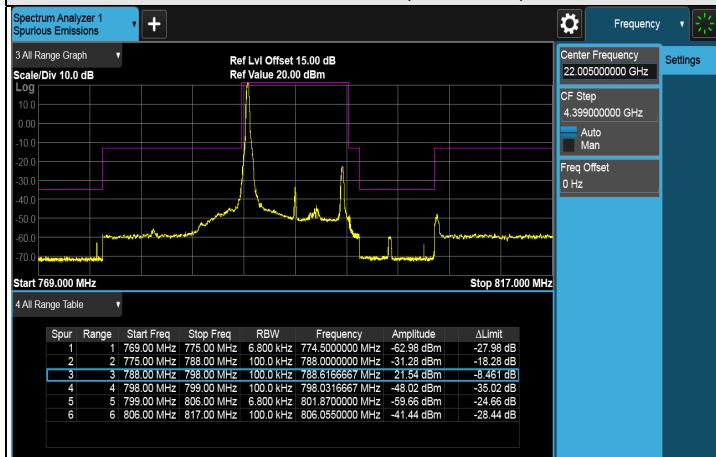 Spectrum Analyzer 1
Spurious Emissions
+
Frequency
3 All Range Graph
Ref Lvl Offset 15.00 dB
Scale/Div 10.0 dB
Ref Value 20.00 dBm
Log
10.0
0.00
-10.0
-20.0
-30.0
-40.0
-50.0
-60.0
-70.0
Start 769.000 MHz
Stop 817.000 MHz
Center Frequency
22.005000000 GHz
Settings
CF Step
4.399000000 GHz
Auto
Man
Freq Offset
0 Hz
4 All Range Table
Spur Range Start Freq Stop Freq RBW Frequency Amplitude ΔLimit
1 1 769.00 MHz 775.00 MHz 6.800 kHz 774.5000000 MHz -62.98 dBm -27.98 dB
2 2 775.00 MHz 788.00 MHz 100.0 kHz 788.0000000 MHz -31.28 dBm -18.28 dB
3 3 788.00 MHz 798.00 MHz 100.0 kHz 788.6166667 MHz 21.54 dBm -8.461 dB
4 4 798.00 MHz 799.00 MHz 100.0 kHz 798.0316667 MHz -48.02 dBm -35.02 dB
5 5 799.00 MHz 806.00 MHz 6.800 kHz 801.8700000 MHz -59.66 dBm -24.66 dB
6 6 806.00 MHz 817.00 MHz 100.0 kHz 806.0550000 MHz -41.44 dBm -28.44 dB